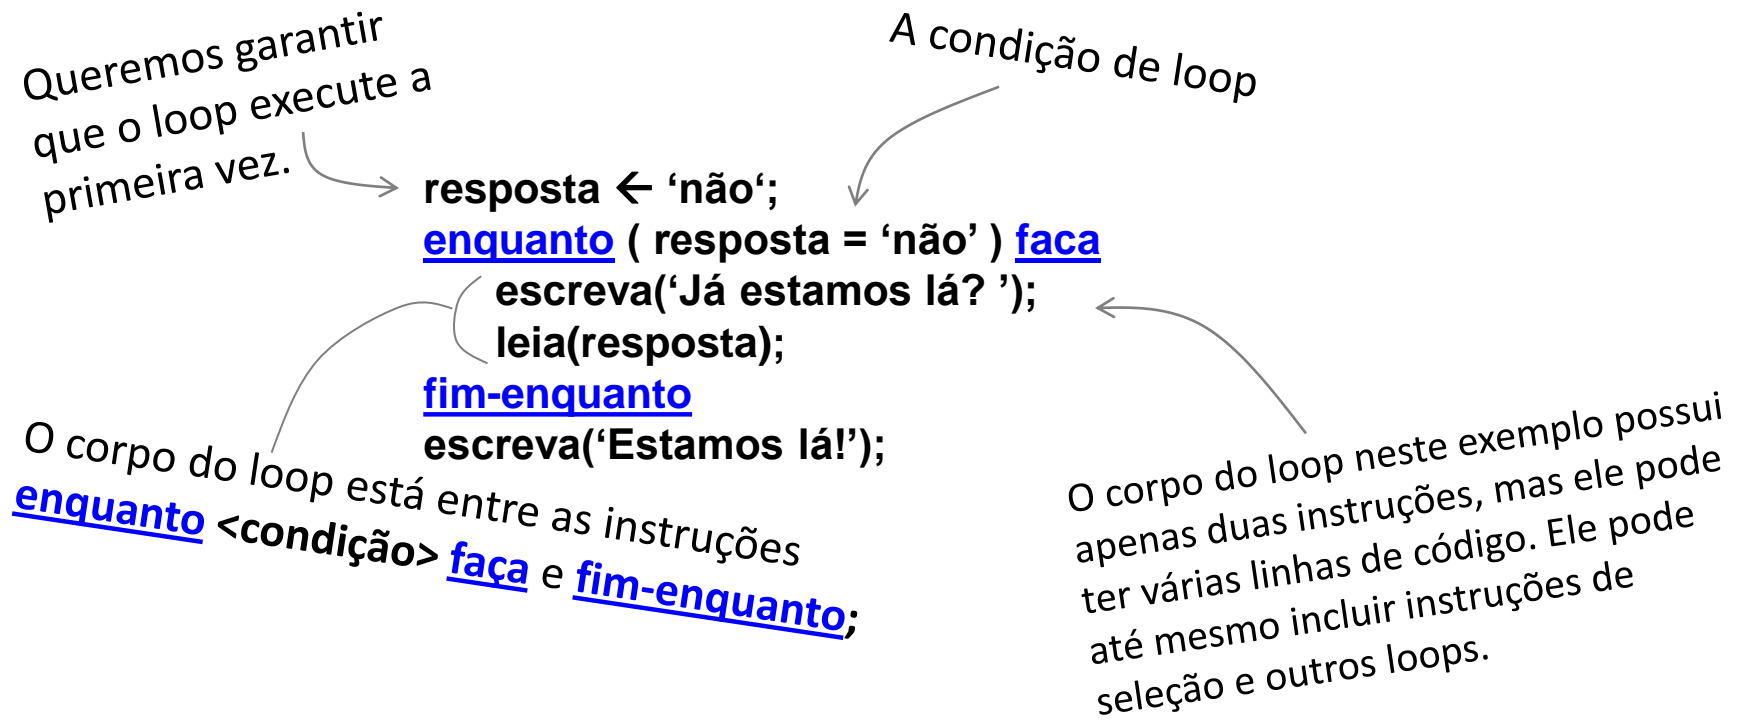 Queremos garantir
que o loop execute a
primeira vez.
A condição de loop
resposta ← ‘não‘;
enquanto ( resposta = ‘não’ ) faca
escreva(‘Já estamos lá? ’);
leia(resposta);
fim-enquanto
escreva(‘Estamos lá!’);
O corpo do loop está entre as instruções
enquanto <condição> faça e fim-enquanto;
O corpo do loop neste exemplo possui
apenas duas instruções, mas ele pode
ter várias linhas de código. Ele pode
até mesmo incluir instruções de
seleção e outros loops.